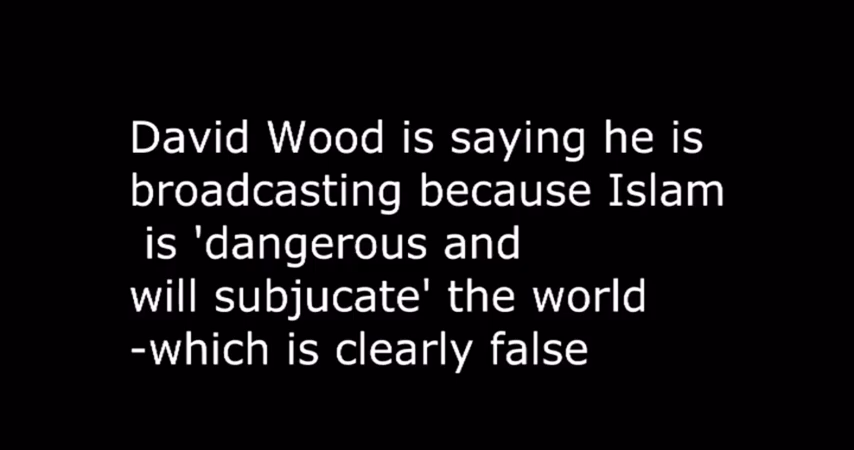 David Wood is saying he is
broadcasting because Islam
is 'dangerous and
will subjucate' the world
-which is clearly false